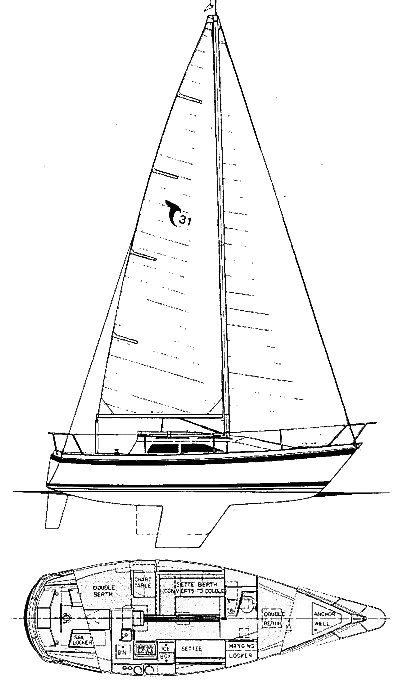 31
DOUBLE
BERTH
CHART
TABLE
SETTE BERTH
(CONVERTS TO DOUBLE)
DOUBLE
BERTH
ANCHOR
WELL
SAIL
LOCKER
ICE
SETTEE
HANGING
LOCKER